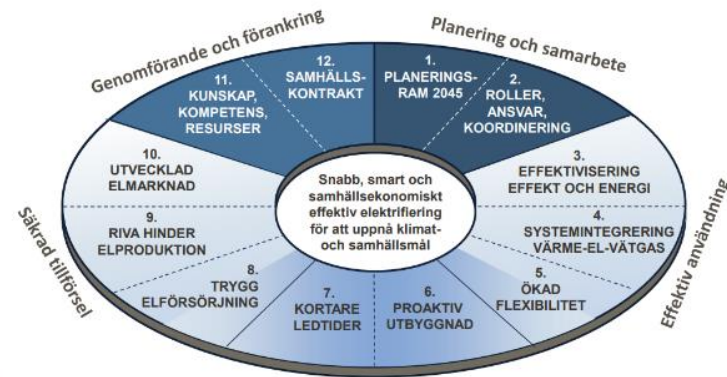 Genomförande och förankring
Planering och samarbete
Effektiv användning
Säkrad tillförsel
1.
PLANERINGS-
RAM 2045
2.
ROLLER,
ANSVAR,
KOORDINERING
3.
EFFEKTIVISERING
EFFEKT OCH ENERGI
4.
SYSTEMINTEGRERING
VÄRME-EL-VÄTGAS
5.
ÖKAD
FLEXIBILITET
6.
PROAKTIV
UTBYGGNAD
7.
KORTARE
LEDTIDER
8.
TRYGG
ELFÖRSÖRJNING
9.
RIVA HINDER
ELPRODUKTION
10.
UTVECKLAD
ELMARKNAD
11.
KUNSKAP,
KOMPETENS,
RESURSER
12.
SAMHÄLLS-
KONTRAKT
Snabb, smart och
samhällsekonomiskt
effektiv elektrifiering
för att uppnå klimat-
och samhällsmål